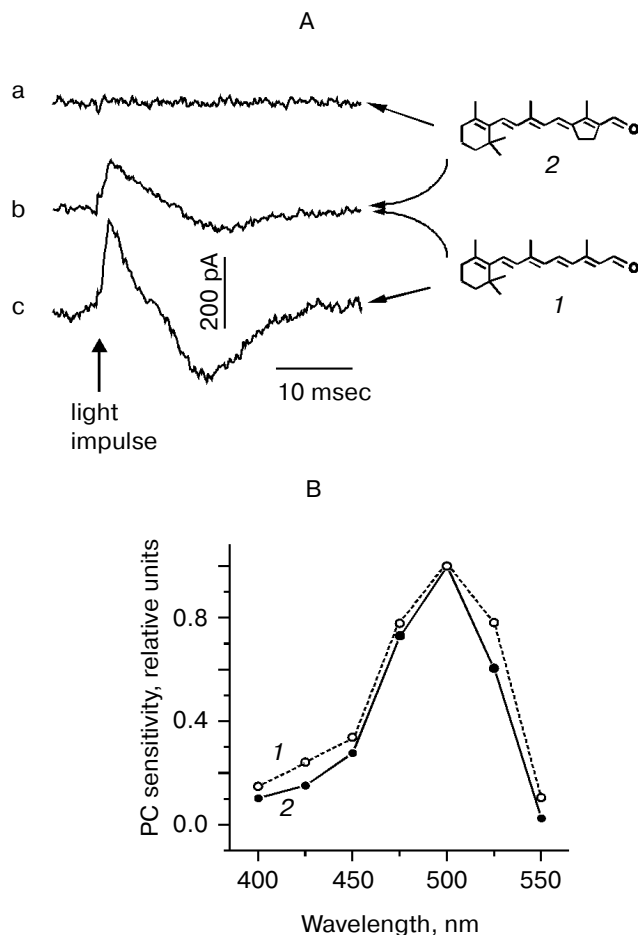 A
a
2
b
200 pA
c
1
10 msec
light
impulse
B
PC sensitivity, relative units
0.8
0.4
0.0
1
2
400
450
500
550
Wavelength, nm